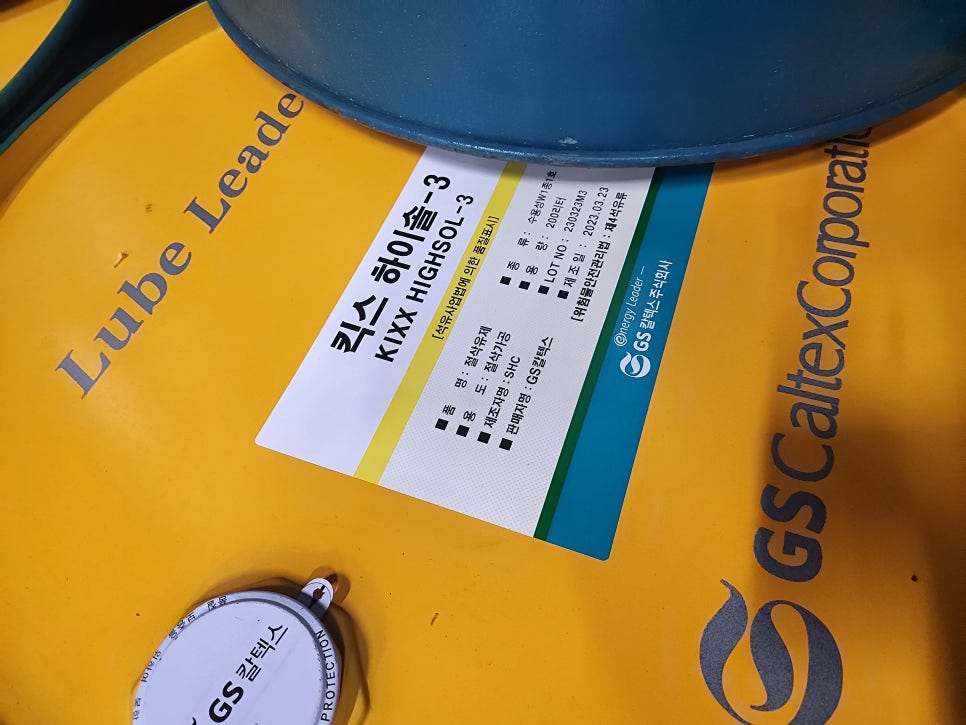 Lube Leade
킥스 하이솔-3
KIXX HIGHSOL-3
[석유사업법에 의한 품질표시]
■ 품 명 : 절삭유제
■ 용 도 : 절삭가공
■ 제조자명 : SHC
■ 판매자명 : GS칼텍스
■ 종 류 : 수용성W1종1호
■ 용 량 : 200리터
■ LOT NO : 230323M3
■ 제 조 일 : 2023.03.23
[위험물안전관리법 : 제4석유류]
@nergy Leader
GS칼텍스주식회사
GSCaltexCorporatio
GS 칼텍스
PROTECTION